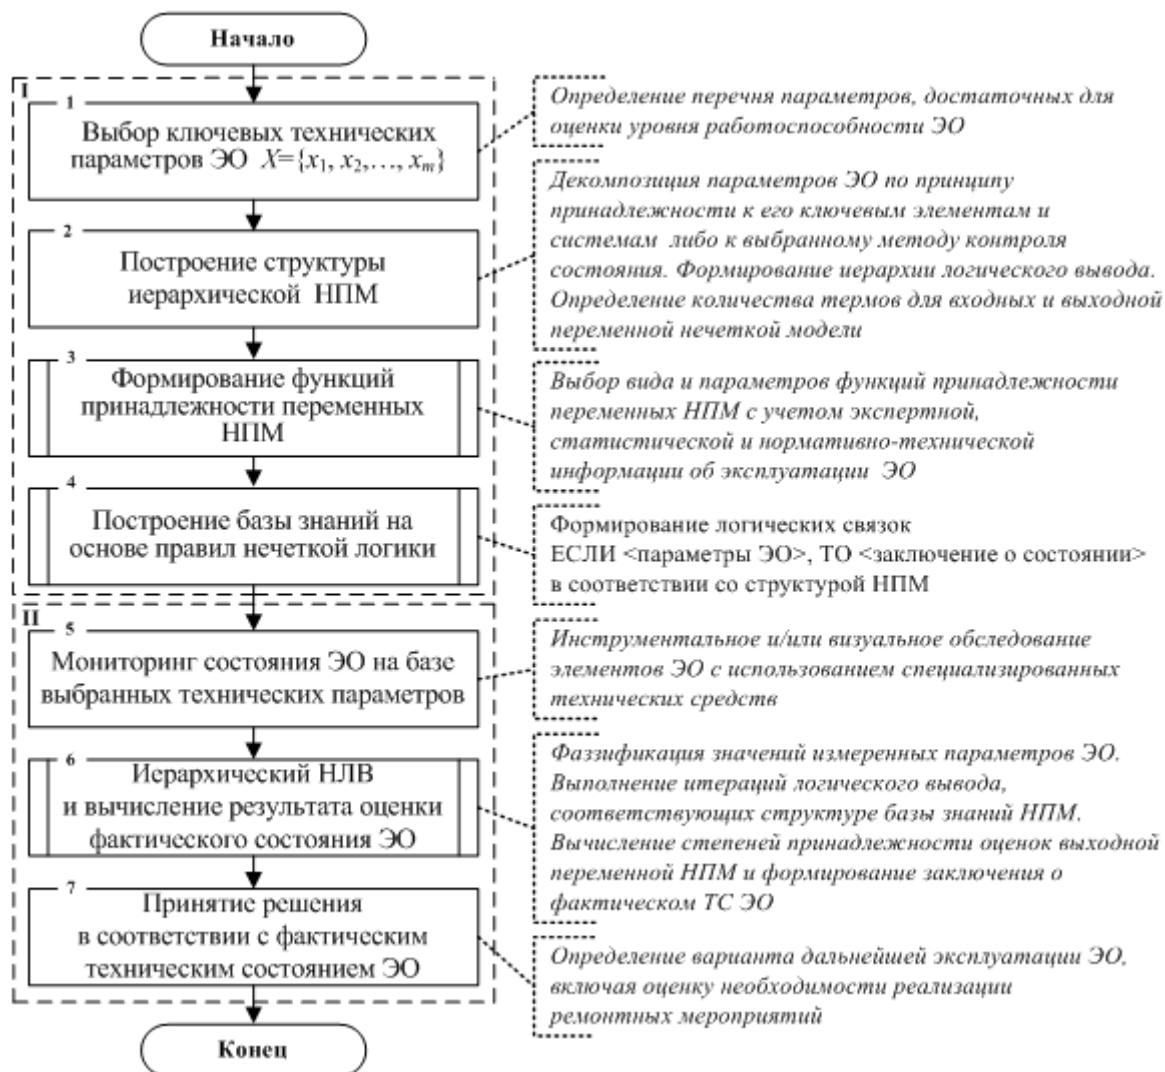 Начало
I
1
Выбор ключевых технических
параметров ЭО X={x1, x2,…, xm}
Определение перечня параметров, достаточных для
оценки уровня работоспособности ЭО
2
Построение структуры
иерархической НПМ
Декомпозиция параметров ЭО по принципу
принадлежности к его ключевым элементам и
системам либо к выбранному методу контроля
состояния. Формирование иерархии логического вывода.
Определение количества термов для входных и выходной
переменной нечеткой модели
3
Формирование функций
принадлежности переменных
НПМ
Выбор вида и параметров функций принадлежности
переменных НПМ с учетом экспертной,
статистической и нормативно-технической
информации об эксплуатации ЭО
4
Построение базы знаний на
основе правил нечеткой логики
Формирование логических связок
ЕСЛИ <параметры ЭО>, ТО <заключение о состоянии>
в соответствии со структурой НПМ
II
5
Мониторинг состояния ЭО на базе
выбранных технических параметров
Инструментальное и/или визуальное обследование
элементов ЭО с использованием специализированных
технических средств
6
Иерархический НЛВ
и вычисление результата оценки
фактического состояния ЭО
Фаззификация значений измеренных параметров ЭО.
Выполнение итераций логического вывода,
соответствующих структуре базы знаний НПМ.
Вычисление степеней принадлежности оценок выходной
переменной НПМ и формирование заключения о
фактическом ТС ЭО
7
Принятие решения
в соответствии с фактическим
техническим состоянием ЭО
Определение варианта дальнейшей эксплуатации ЭО,
включая оценку необходимости реализации
ремонтных мероприятий
Конец